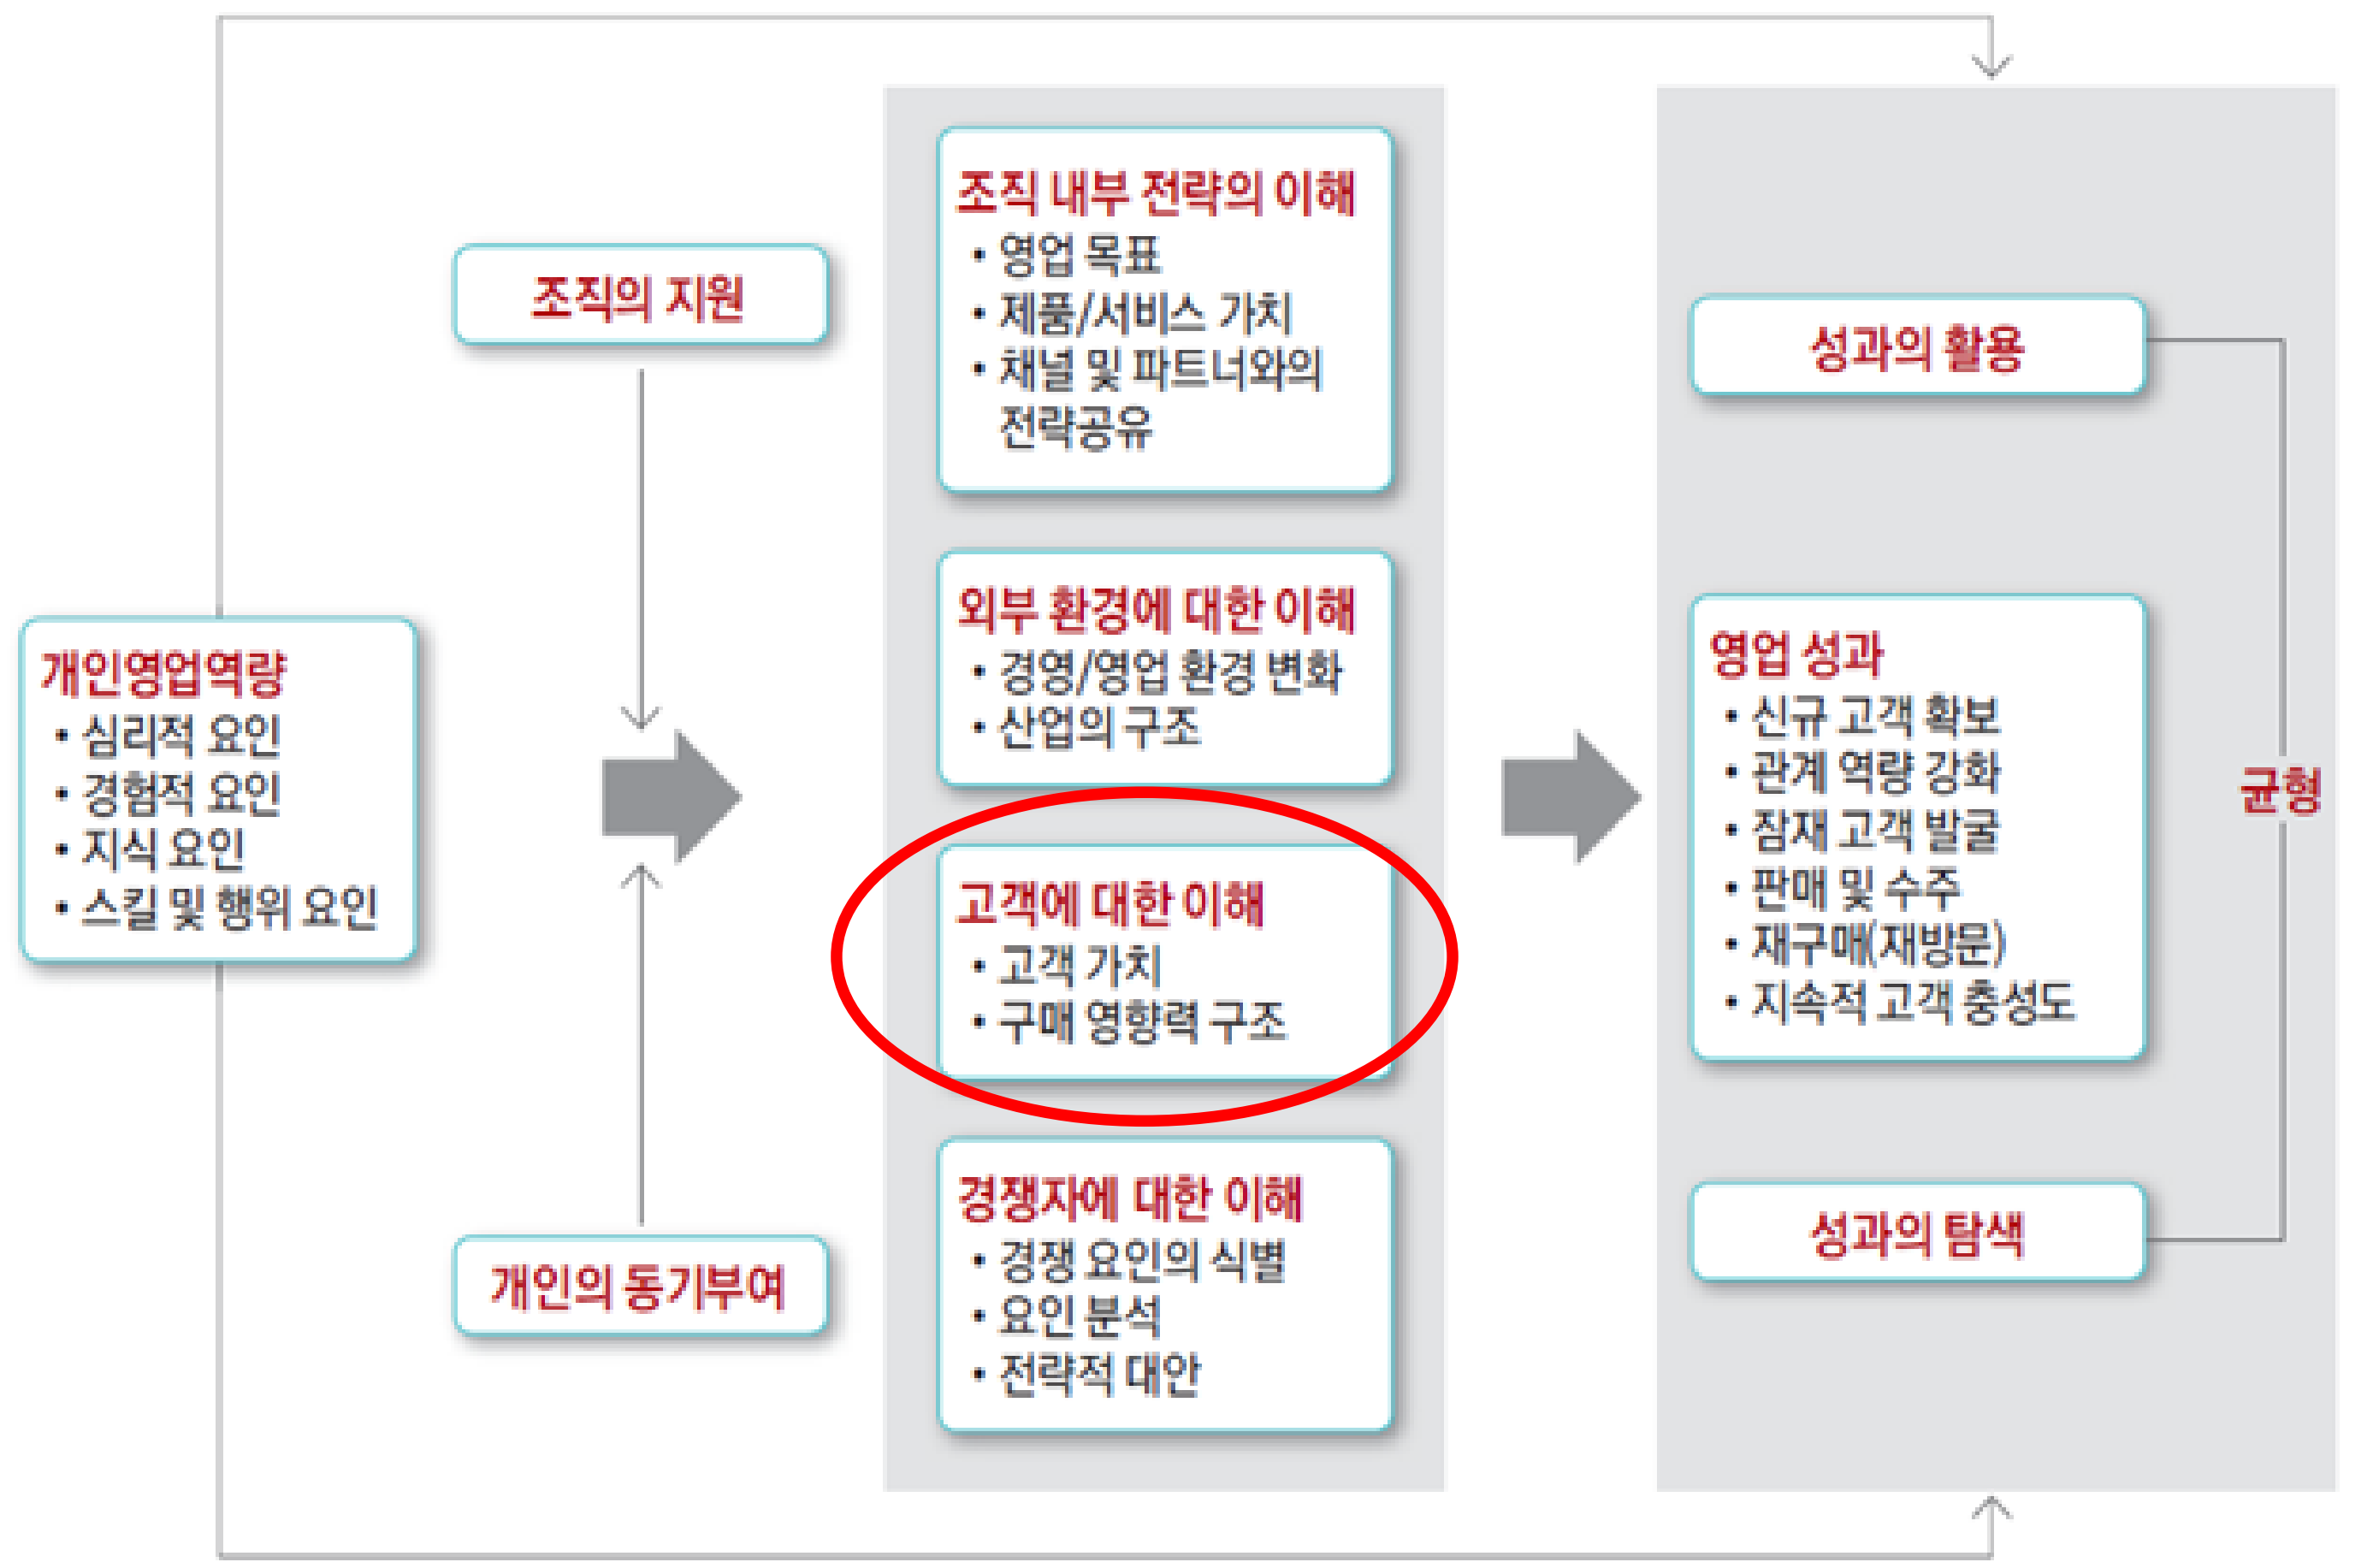 개인영업역량
• 심리적 요인
• 경험적 요인
• 지식 요인
• 스킬 및 행위 요인
조직의 지원
개인의 동기부여
조직 내부 전략의 이해
• 영업 목표
• 제품/서비스 가치
• 채널 및 파트너와의
전략공유
외부 환경에 대한 이해
• 경영/영업 환경 변화
• 산업의 구조
고객에 대한 이해
• 고객 가치
• 구매 영향력 구조
경쟁자에 대한 이해
• 경쟁 요인의 식별
• 요인 분석
• 전략적 대안
성과의 활용
영업 성과
• 신규 고객 확보
• 관계 역량 강화
• 잠재 고객 발굴
• 판매 및 수주
• 재구매(재방문)
• 지속적 고객 충성도
성과의 탐색
균형